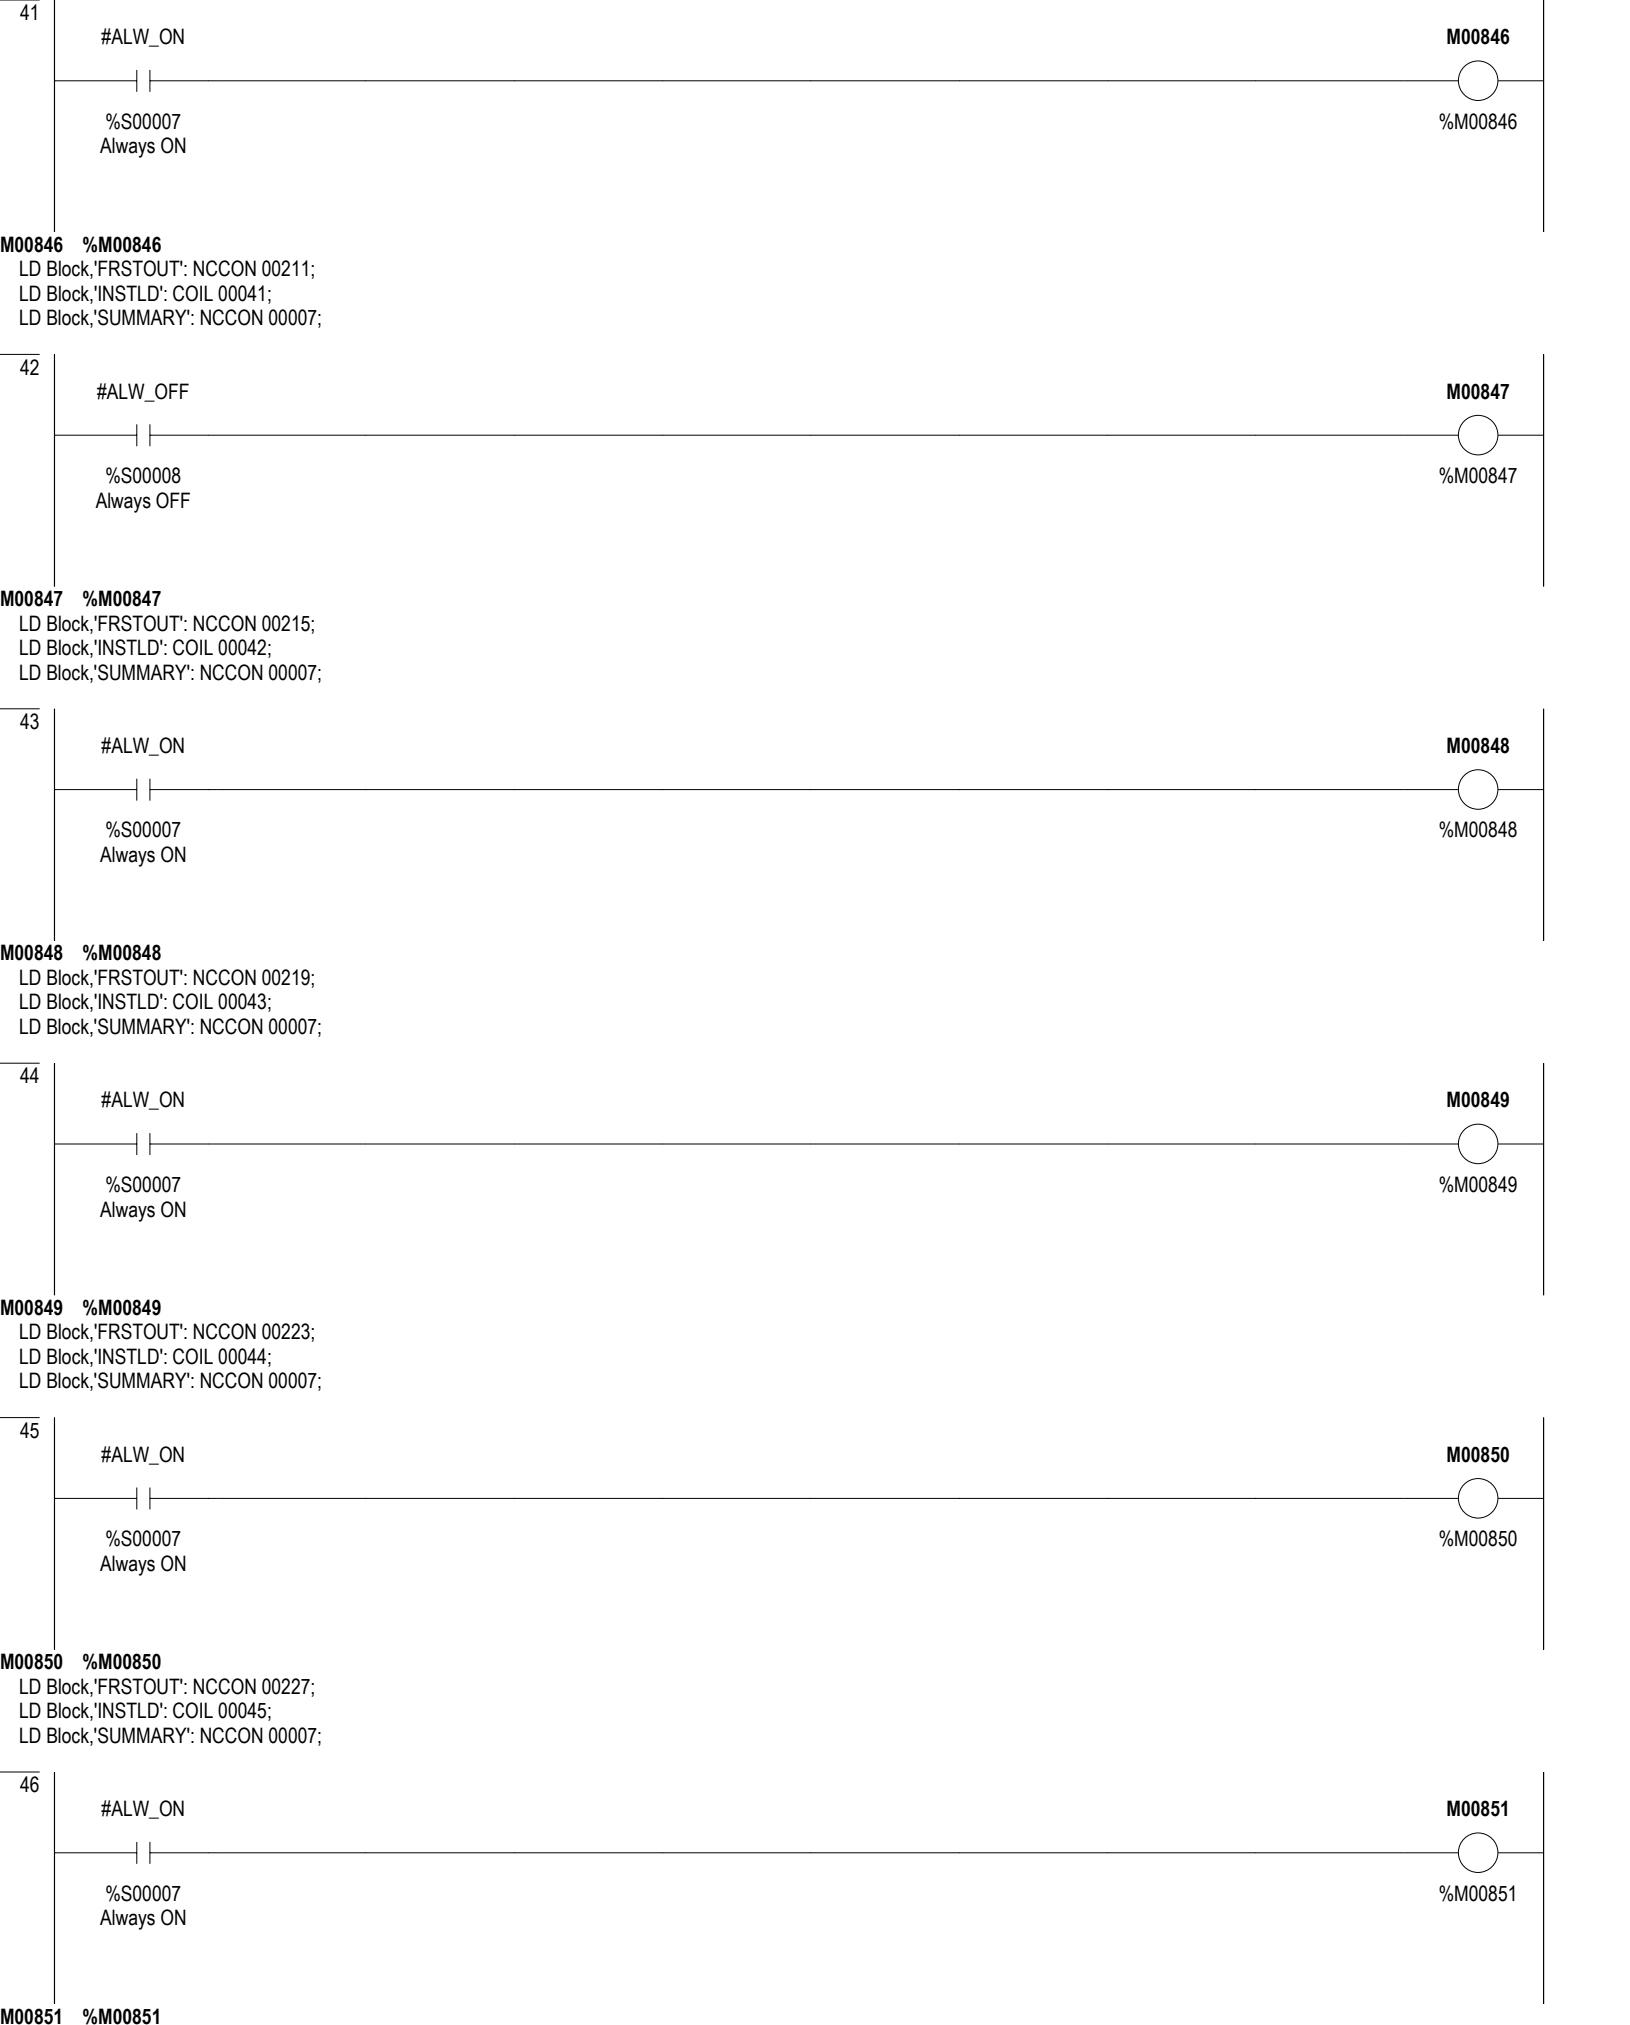 41
#ALW_ON M00846
%S00007 %M00846
Always ON
M00846 %M00846
LD Block,'FRSTOUT': NCCON 00211;
LD Block,'INSTLD': COIL 00041;
LD Block,'SUMMARY': NCCON 00007;
42
#ALW_OFF M00847
%S00008 %M00847
Always OFF
M00847 %M00847
LD Block,'FRSTOUT': NCCON 00215;
LD Block,'INSTLD': COIL 00042;
LD Block,'SUMMARY': NCCON 00007;
43
#ALW_ON M00848
%S00007 %M00848
Always ON
M00848 %M00848
LD Block,'FRSTOUT': NCCON 00219;
LD Block,'INSTLD': COIL 00043;
LD Block,'SUMMARY': NCCON 00007;
44
#ALW_ON M00849
%S00007 %M00849
Always ON
M00849 %M00849
LD Block,'FRSTOUT': NCCON 00223;
LD Block,'INSTLD': COIL 00044;
LD Block,'SUMMARY': NCCON 00007;
45
#ALW_ON M00850
%S00007 %M00850
Always ON
M00850 %M00850
LD Block,'FRSTOUT': NCCON 00227;
LD Block,'INSTLD': COIL 00045;
LD Block,'SUMMARY': NCCON 00007;
46
#ALW_ON M00851
%S00007 %M00851
Always ON
M00851 %M00851